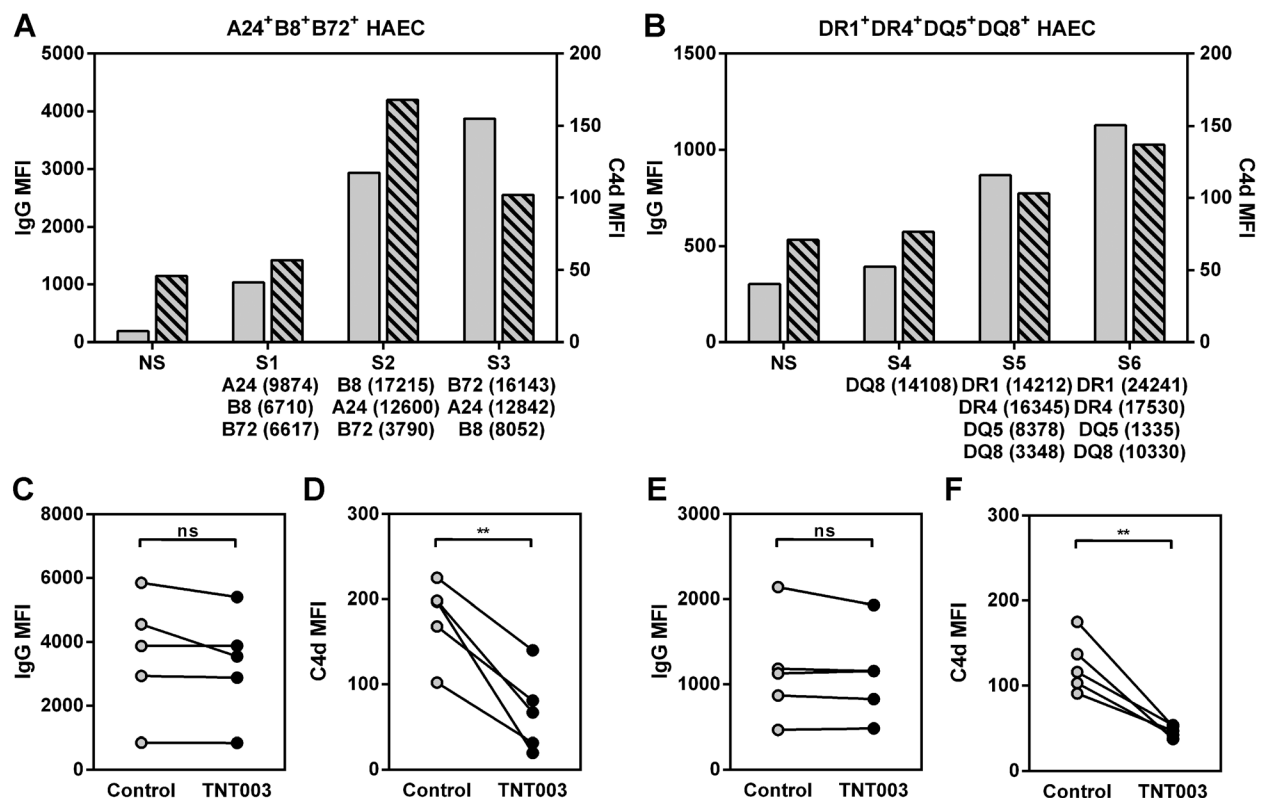 A
A24+B8+B72+ HAEC
5000
4000
3000
2000
1000
0
IgG MFI
200
150
100
50
0
C4d MFI
NS
S1
S2
S3
A24 (9874)
B8 (6710)
B72 (6617)
B8 (17215)
A24 (12600)
B72 (3790)
B72 (16143)
A24 (12842)
B8 (8052)
B
DR1+DR4+DQ5+DQ8+ HAEC
1500
1000
500
0
IgG MFI
200
150
100
50
0
C4d MFI
NS
S4
S5
S6
DQ8 (14108)
DR1 (14212)
DR4 (16345)
DQ5 (8378)
DQ8 (3348)
DR1 (24241)
DR4 (17530)
DQ5 (1335)
DQ8 (10330)
C
8000
6000
4000
2000
0
IgG MFI
ns
Control
TNT003
D
300
200
100
0
C4d MFI
**
Control
TNT003
E
3000
2000
1000
0
IgG MFI
ns
Control
TNT003
F
300
200
100
0
C4d MFI
**
Control
TNT003